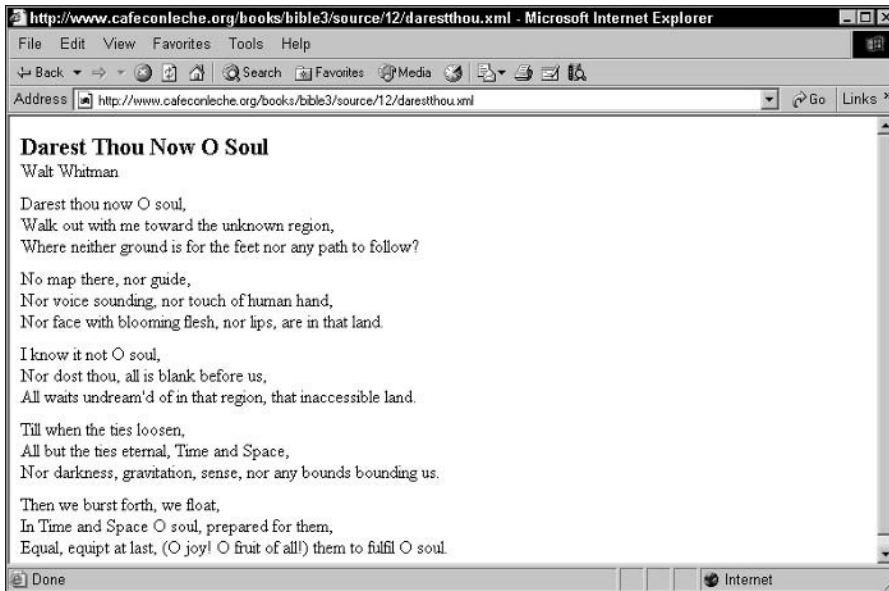 http://www.cafeconleche.org/books/bible3/source/12/darestthou.xml - Microsoft Internet Explorer
File Edit View Favorites Tools Help
Back Search Favorites Media
Address http://www.cafeconleche.org/books/bible3/source/12/darestthou.xml Go Links »
Darest Thou Now O Soul
Walt Whitman
Darest thou now O soul,
Walk out with me toward the unknown region,
Where neither ground is for the feet nor any path to follow?
No map there, nor guide,
Nor voice sounding, nor touch of human hand,
Nor face with blooming flesh, nor lips, are in that land.
I know it not O soul,
Nor dost thou, all is blank before us,
All waits undream'd of in that region, that inaccessible land.
Till when the ties loosen,
All but the ties eternal, Time and Space,
Nor darkness, gravitation, sense, nor any bounds bounding us.
Then we burst forth, we float,
In Time and Space O soul, prepared for them,
Equal, equipt at last, (O joy! O fruit of all!) them to fulfil O soul.
Done Internet